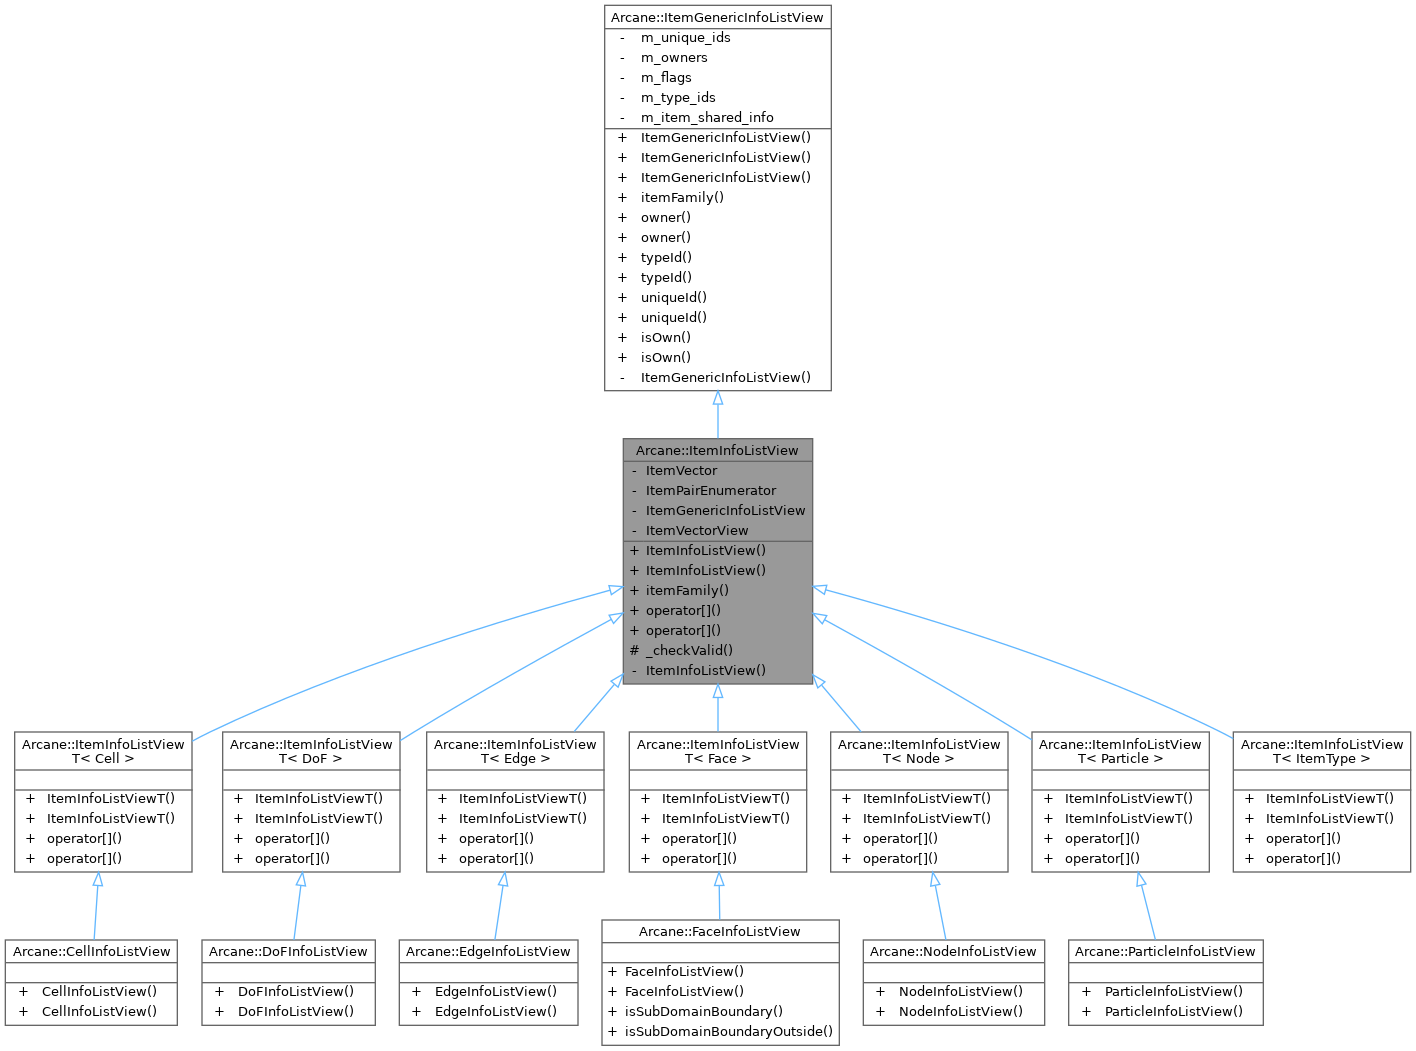 Arcane::ItemGenericInfoListView
- m_unique_ids
- m_owners
- m_flags
- m_type_ids
- m_item_shared_info
+ ItemGenericInfoListView()
+ ItemGenericInfoListView()
+ ItemGenericInfoListView()
+ itemFamily()
+ owner()
+ owner()
+ typeId()
+ typeId()
+ uniqueId()
+ uniqueId()
+ isOwn()
+ isOwn()
- ItemGenericInfoListView()
Arcane::ItemInfoListView
- ItemVector
- ItemPairEnumerator
- ItemGenericInfoListView
- ItemVectorView
+ ItemInfoListView()
+ ItemInfoListView()
+ itemFamily()
+ operator[]()
+ operator[]()
# _checkValid()
- ItemInfoListView()
Arcane::ItemInfoListView
T< Cell >
+ ItemInfoListViewT()
+ ItemInfoListViewT()
+ operator[]()
+ operator[]()
Arcane::ItemInfoListView
T< DoF >
+ ItemInfoListViewT()
+ ItemInfoListViewT()
+ operator[]()
+ operator[]()
Arcane::ItemInfoListView
T< Edge >
+ ItemInfoListViewT()
+ ItemInfoListViewT()
+ operator[]()
+ operator[]()
Arcane::ItemInfoListView
T< Face >
+ ItemInfoListViewT()
+ ItemInfoListViewT()
+ operator[]()
+ operator[]()
Arcane::ItemInfoListView
T< Node >
+ ItemInfoListViewT()
+ ItemInfoListViewT()
+ operator[]()
+ operator[]()
Arcane::ItemInfoListView
T< Particle >
+ ItemInfoListViewT()
+ ItemInfoListViewT()
+ operator[]()
+ operator[]()
Arcane::ItemInfoListView
T< ItemType >
+ ItemInfoListViewT()
+ ItemInfoListViewT()
+ operator[]()
+ operator[]()
Arcane::CellInfoListView
+ CellInfoListView()
+ CellInfoListView()
Arcane::DoFInfoListView
+ DoFInfoListView()
+ DoFInfoListView()
Arcane::EdgeInfoListView
+ EdgeInfoListView()
+ EdgeInfoListView()
Arcane::FaceInfoListView
+ FaceInfoListView()
+ FaceInfoListView()
+ isSubDomainBoundary()
+ isSubDomainBoundaryOutside()
Arcane::NodeInfoListView
+ NodeInfoListView()
+ NodeInfoListView()
Arcane::ParticleInfoListView
+ ParticleInfoListView()
+ ParticleInfoListView()